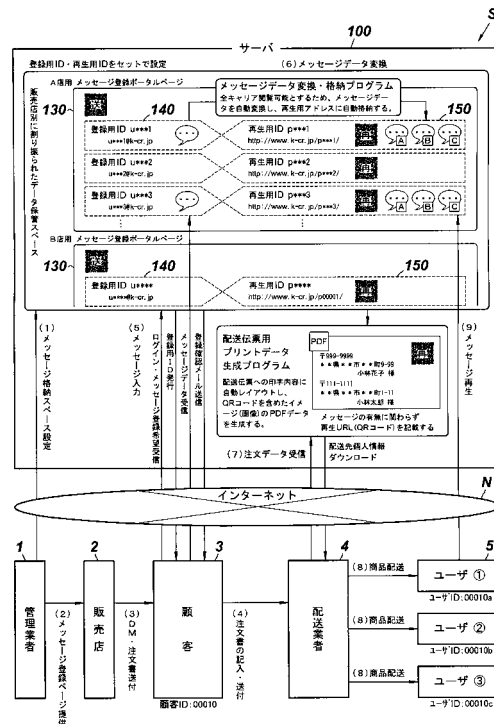 S
100
サーバ
登録用ID・再生用IDをセットで設定
(6)メッセージデータ変換
販売店別に割り振られたデータ保管スペース
A店用 メッセージ登録ポータルページ
メッセージデータ変換・格納プログラム
全キャリア閲覧可能とするため、メッセージデータを自動変換し、再生用アドレスに自動格納する。
130
140
150
登録用ID u***1
u***1@k-cr.jp
再生用ID p***1
http://www.k-cr.jp/p***1/
A
B
C
登録用ID u***2
u***2@k-cr.jp
再生用ID p***2
http://www.k-cr.jp/p***2/
登録用ID u***3
u***3@k-cr.jp
再生用ID p***3
http://www.k-cr.jp/p***3/
A
B
C
B店用 メッセージ登録ポータルページ
130
140
150
登録用ID u****
u****@k-cr.jp
再生用ID p****
http://www.k-cr.jp/p00001/
(1)メッセージ格納スペース設定
(5)メッセージ入力
ログイン・メッセージ登録希望受信
登録用ID発行
メッセージデータ受信
登録確認メール送信
配送伝票用
プリントデータ
生成プログラム
配送伝票への印字内容に
自動レイアウトし、
QRコードを含めたイメージ(画像)のPDFデータ
を生成する。
PDF
〒999-9999
**県**市**町9-99
小林花子 様
〒111-1111
**県**市**町1-11
小林太郎 様
メッセージの有無に関わらず
再生URL(QRコード)を記載する
(7)注文データ受信
配送先個人情報
ダウンロード
(9)メッセージ再生
インターネット
N
1
管理業者
(2)メッセージ登録ページ提供
2
販売店
(3)DM・注文書送付
3
顧客
顧客ID:00010
(4)注文書の記入・送付
4
配送業者
(8)商品配送
5
ユーザ ①
ユーザID:00010a
(8)商品配送
ユーザ ②
ユーザID:00010b
(8)商品配送
ユーザ ③
ユーザID:00010c